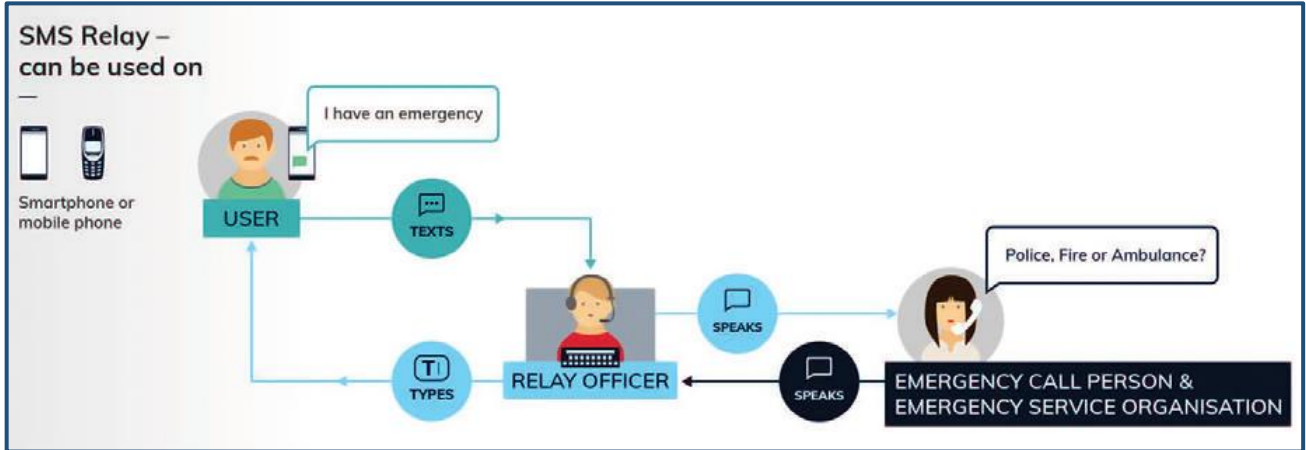 SMS Relay –
can be used on
—
Smartphone or
mobile phone
I have an emergency
USER
TEXTS
Police, Fire or Ambulance?
SPEAKS
TI
TYPES
RELAY OFFICER
SPEAKS
EMERGENCY CALL PERSON &
EMERGENCY SERVICE ORGANISATION